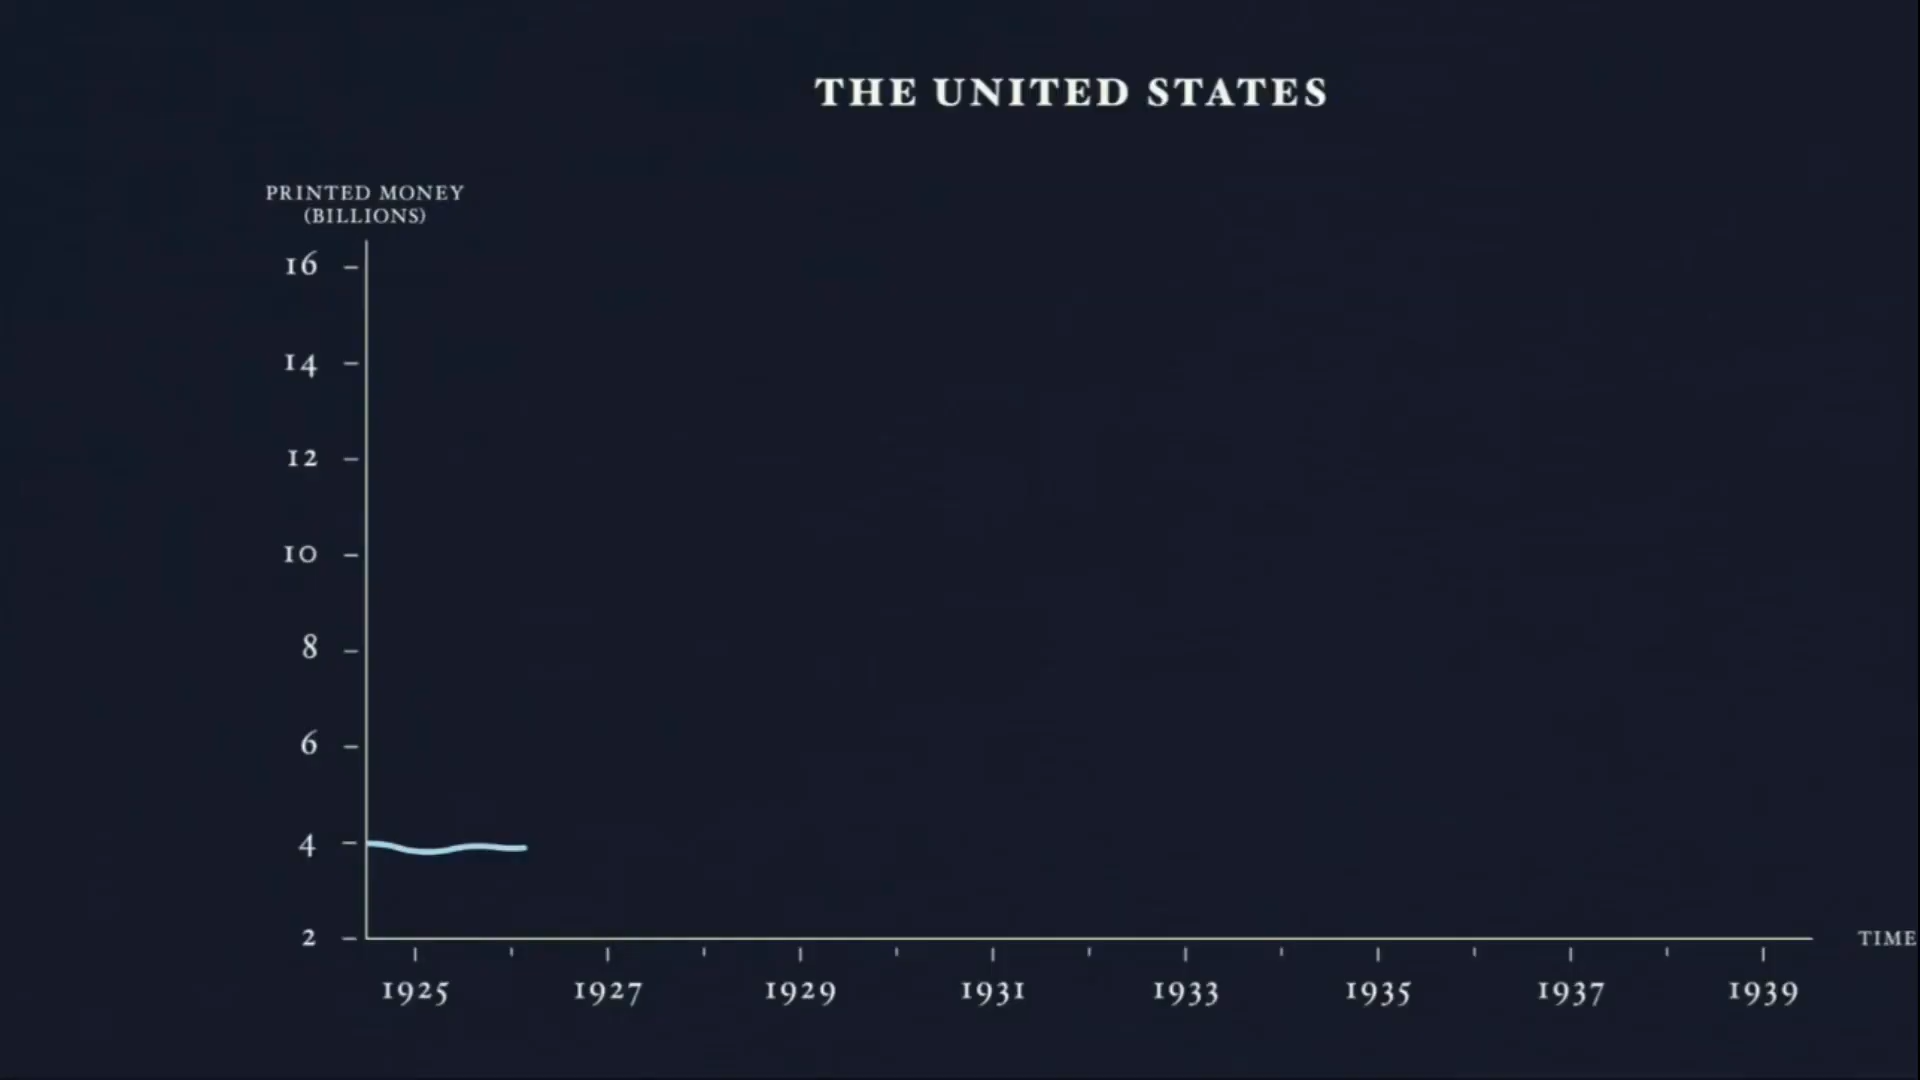 THE UNITED STATES
PRINTED MONEY
(BILLIONS)
16
14
12
10
8
6
4
2
TIME
1925 1927 1929 1931 1933 1935 1937 1939